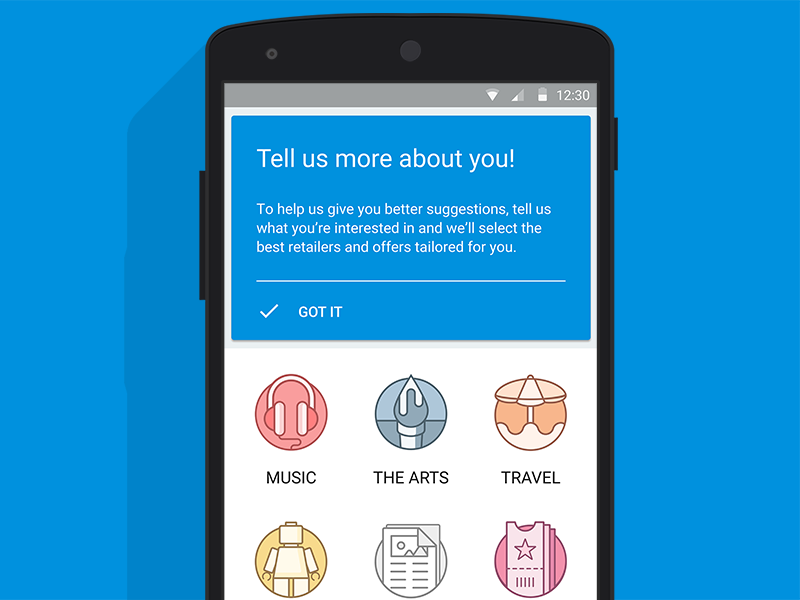 12:30
Tell us more about you!
To help us give you better suggestions, tell us
what you’re interested in and we’ll select the
best retailers and offers tailored for you.
GOT IT
MUSIC THE ARTS TRAVEL